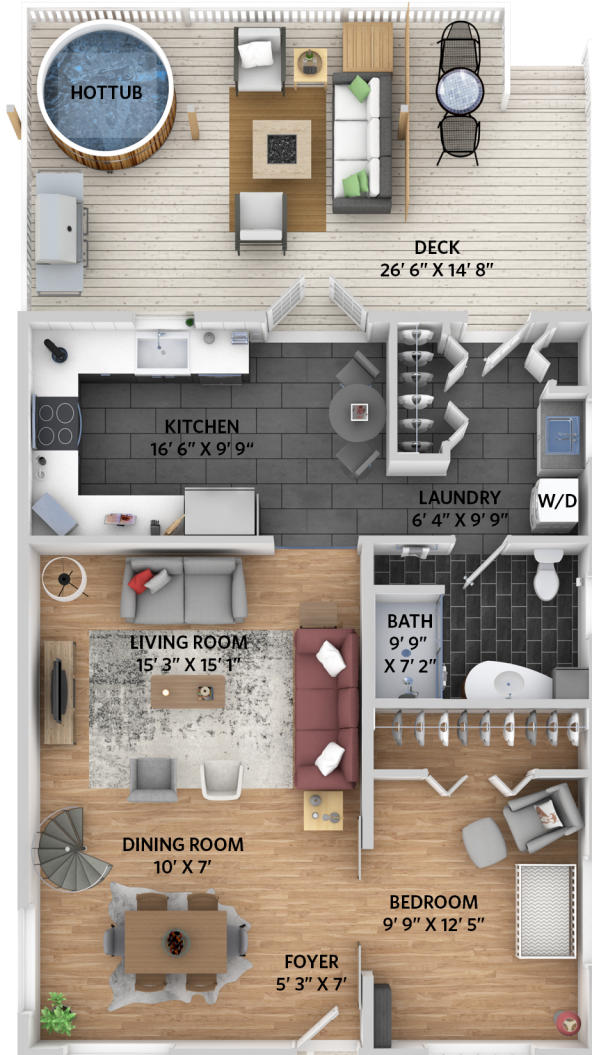 HOTTUB
DECK
26′ 6″ X 14′ 8″
KITCHEN
16′ 6″ X 9′ 9“
LAUNDRY
6′ 4″ X 9′ 9″
W/D
BATH
9′ 9″
X 7′ 2″
LIVING ROOM
15′ 3″ X 15′ 1″
DINING ROOM
10′ X 7′
BEDROOM
9′ 9″ X 12′ 5″
FOYER
5′ 3″ X 7′